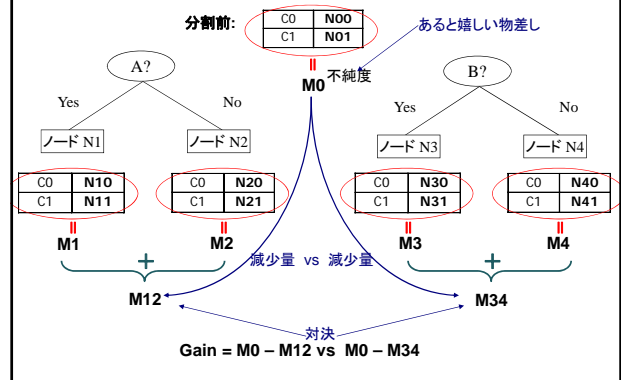 分割前:
C0 N00
C1 N01
あると嬉しい物差し
=
M0 不純度
A?
B?
Yes No
Yes No
ノード N1
ノード N2
ノード N3
ノード N4
C0 N10
C1 N11
C0 N20
C1 N21
C0 N30
C1 N31
C0 N40
C1 N41
= = = =
M1 M2 M3 M4
+ +
減少量 vs 減少量
M12 M34
対決
Gain = M0 – M12 vs M0 – M34